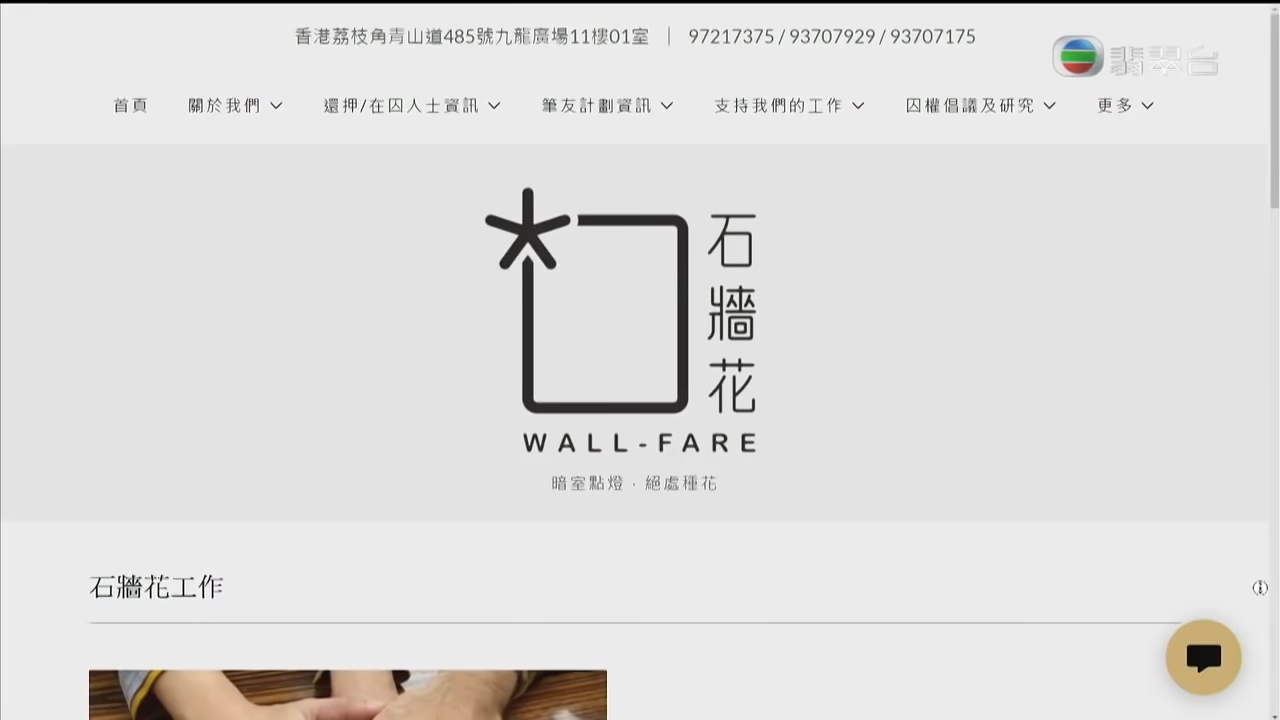 香港荔枝角青山道485號九龍廣場11樓01室 | 97217375 / 93707929 / 93707175
翡翠台
首頁 關於我們 還押/在囚人士資訊 筆友計劃資訊 支持我們的工作 囚權倡議及研究 更多
石牆花
WALL-FARE
暗室點燈．絕處種花
石牆花工作